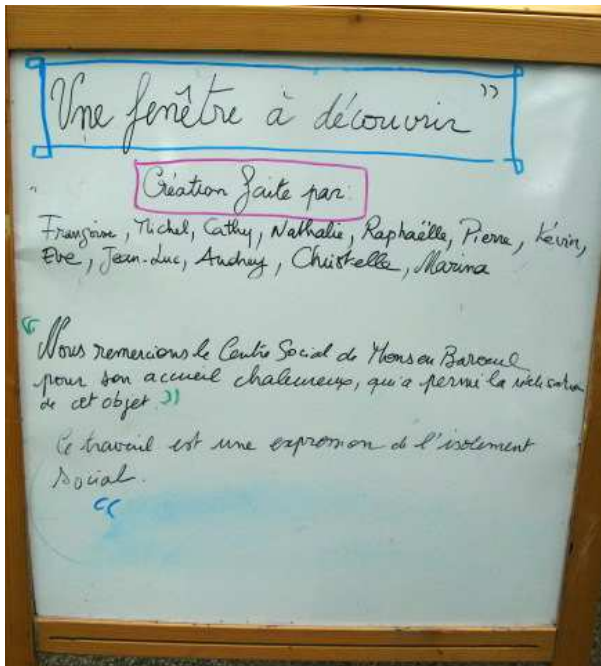 Une fenêtre à découvrir "
Création faite par:
Françoise, Michel, Cathy, Nathalie, Raphaëlle, Pierre, Kévin,
Eve, Jean-Luc, Audrey, Christelle, Marina
" Nous remercions le Centre Social de Mons en Baroeul
pour son accueil chaleureux, qui a permi la réalisation
de cet objet. "
Ce travail est une expression de l'isolement
social.
"